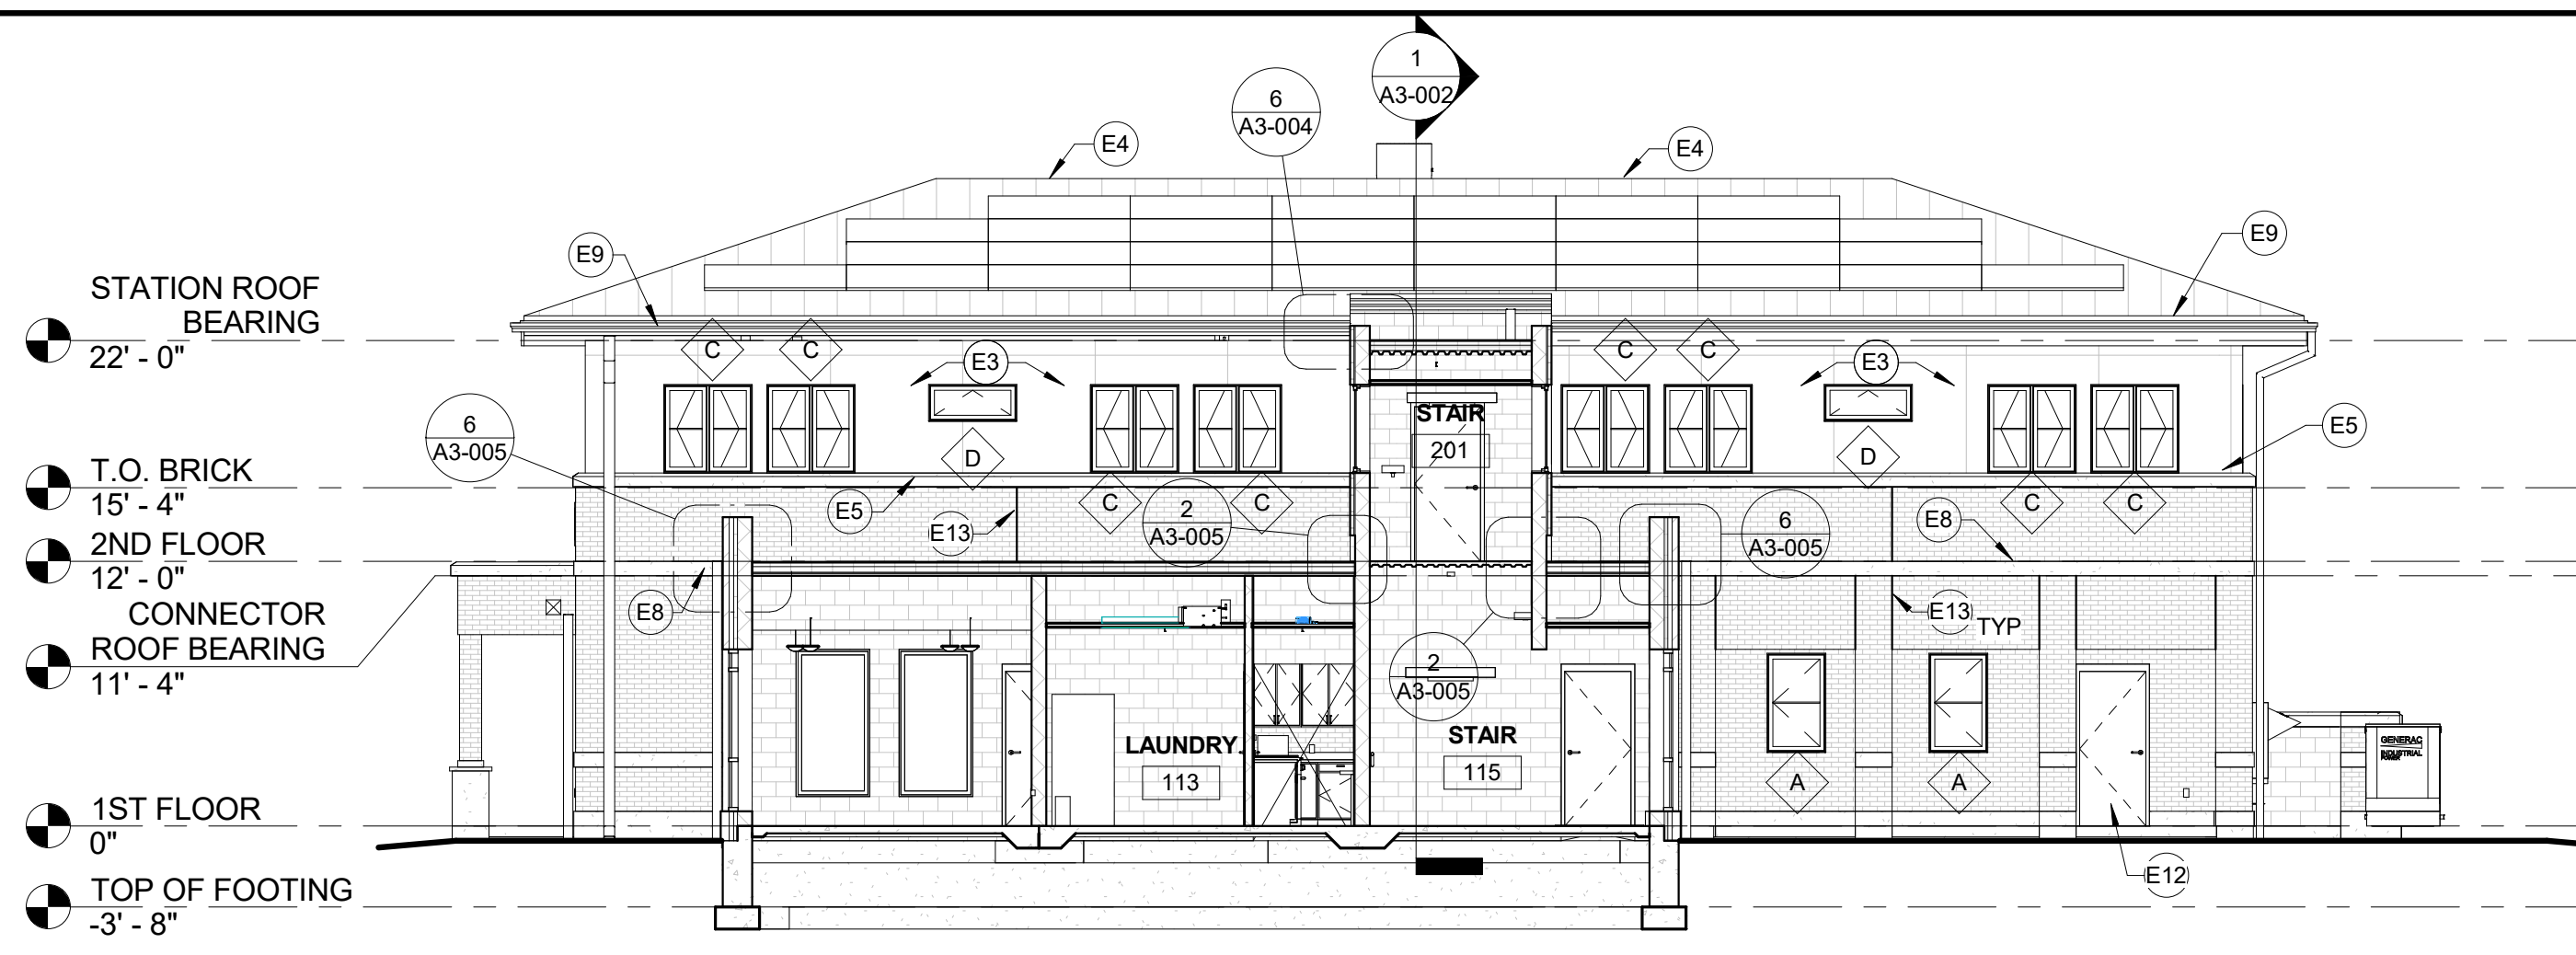 1
A3-002
6
A3-004
E4
E4
E9
E9
STATION ROOF
BEARING
22' - 0"
C
C
E3
C
C
E3
6
A3-005
STAIR
201
E5
T.O. BRICK
15' - 4"
D
D
E5
C
C
2
A3-005
E13
6
A3-005
E8
C
C
2ND FLOOR
12' - 0"
CONNECTOR
ROOF BEARING
11' - 4"
E8
E13
TYP
2
A3-005
LAUNDRY
113
STAIR
115
A
A
GENERAC
INDUSTRIAL
POWER
1ST FLOOR
0"
E12
TOP OF FOOTING
-3' - 8"